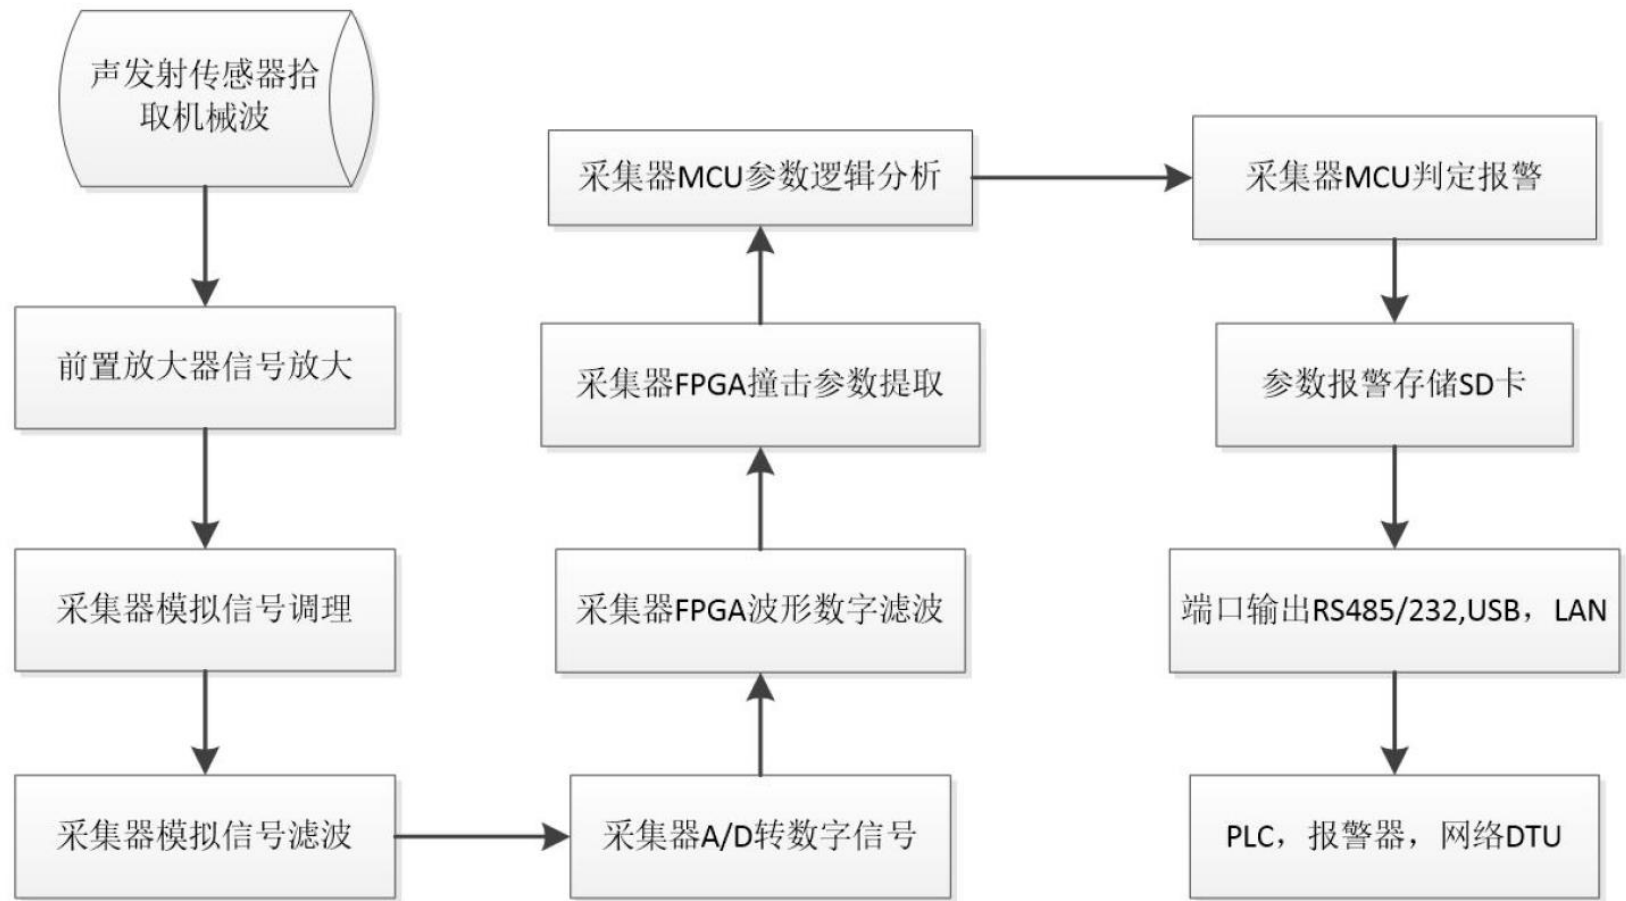 声发射传感器拾
取机械波
前置放大器信号放大
采集器模拟信号调理
采集器模拟信号滤波
采集器A/D转数字信号
采集器FPGA波形数字滤波
采集器FPGA撞击参数提取
采集器MCU参数逻辑分析
采集器MCU判定报警
参数报警存储SD卡
端口输出RS485/232,USB，LAN
PLC，报警器，网络DTU